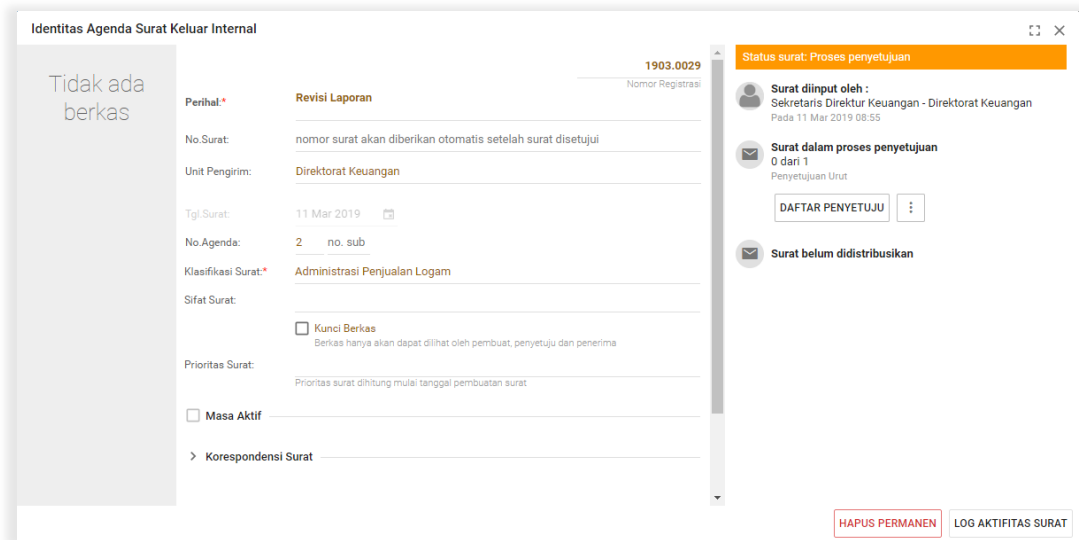 Identitas Agenda Surat Keluar Internal
Tidak ada
berkas
1903.0029
Nomor Registrasi
Perihal:* Revisi Laporan
No.Surat: nomor surat akan diberikan otomatis setelah surat disetujui
Unit Pengirim: Direktorat Keuangan
Tgl.Surat: 11 Mar 2019
No.Agenda: 2 no. sub
Klasifikasi Surat:* Administrasi Penjualan Logam
Sifat Surat:
Kunci Berkas
Berkas hanya akan dapat dilihat oleh pembuat, penyetuju dan penerima
Prioritas Surat:
Prioritas surat dihitung mulai tanggal pembuatan surat
Masa Aktif
Korespondensi Surat
Status surat: Proses penyetujuan
Surat diinput oleh :
Sekretaris Direktur Keuangan - Direktorat Keuangan
Pada 11 Mar 2019 08:55
Surat dalam proses penyetujuan
0 dari 1
Penyetujuan Urut
DAFTAR PENYETUJU
Surat belum didistribusikan
HAPUS PERMANEN LOG AKTIFITAS SURAT